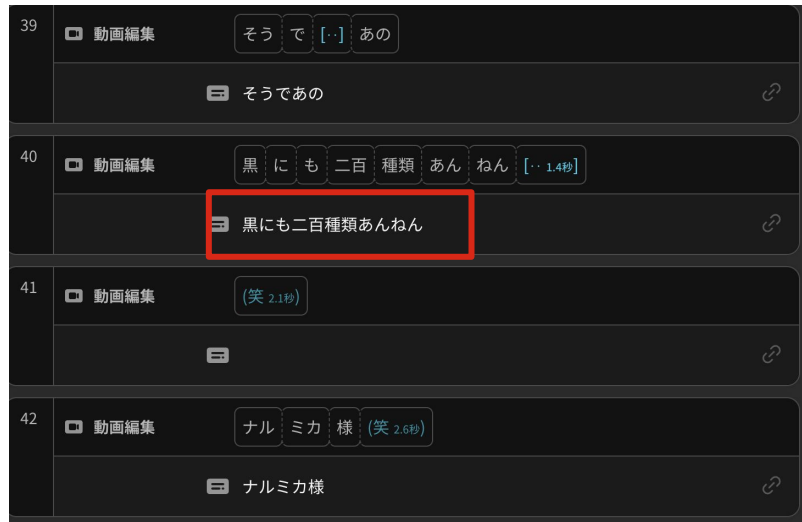 39
動画編集 そう で [‥] あの
そうであの
40
動画編集 黒 に も 二百 種類 あん ねん [‥ 1.4秒]
黒にも二百種類あんねん
41
動画編集 (笑 2.1秒)
42
動画編集 ナル ミカ 様 (笑 2.6秒)
ナルミカ様